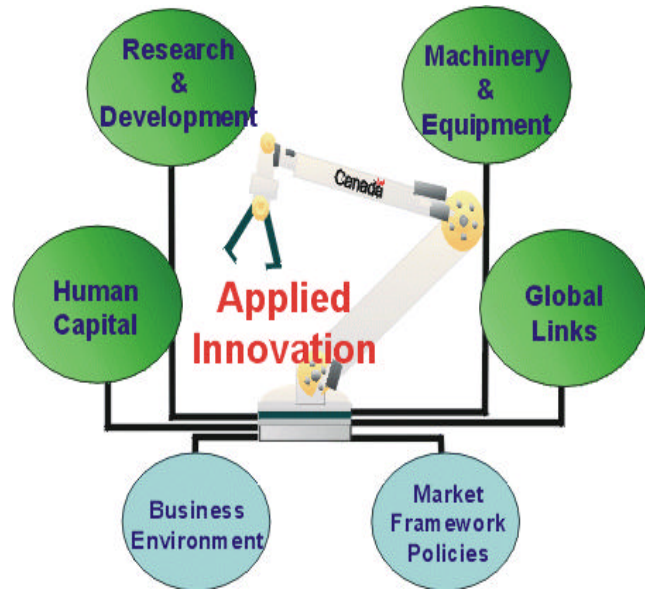 Research
&
Development
Machinery
&
Equipment
Canada
Human
Capital
Applied
Innovation
Global
Links
Business
Environment
Market
Framework
Policies